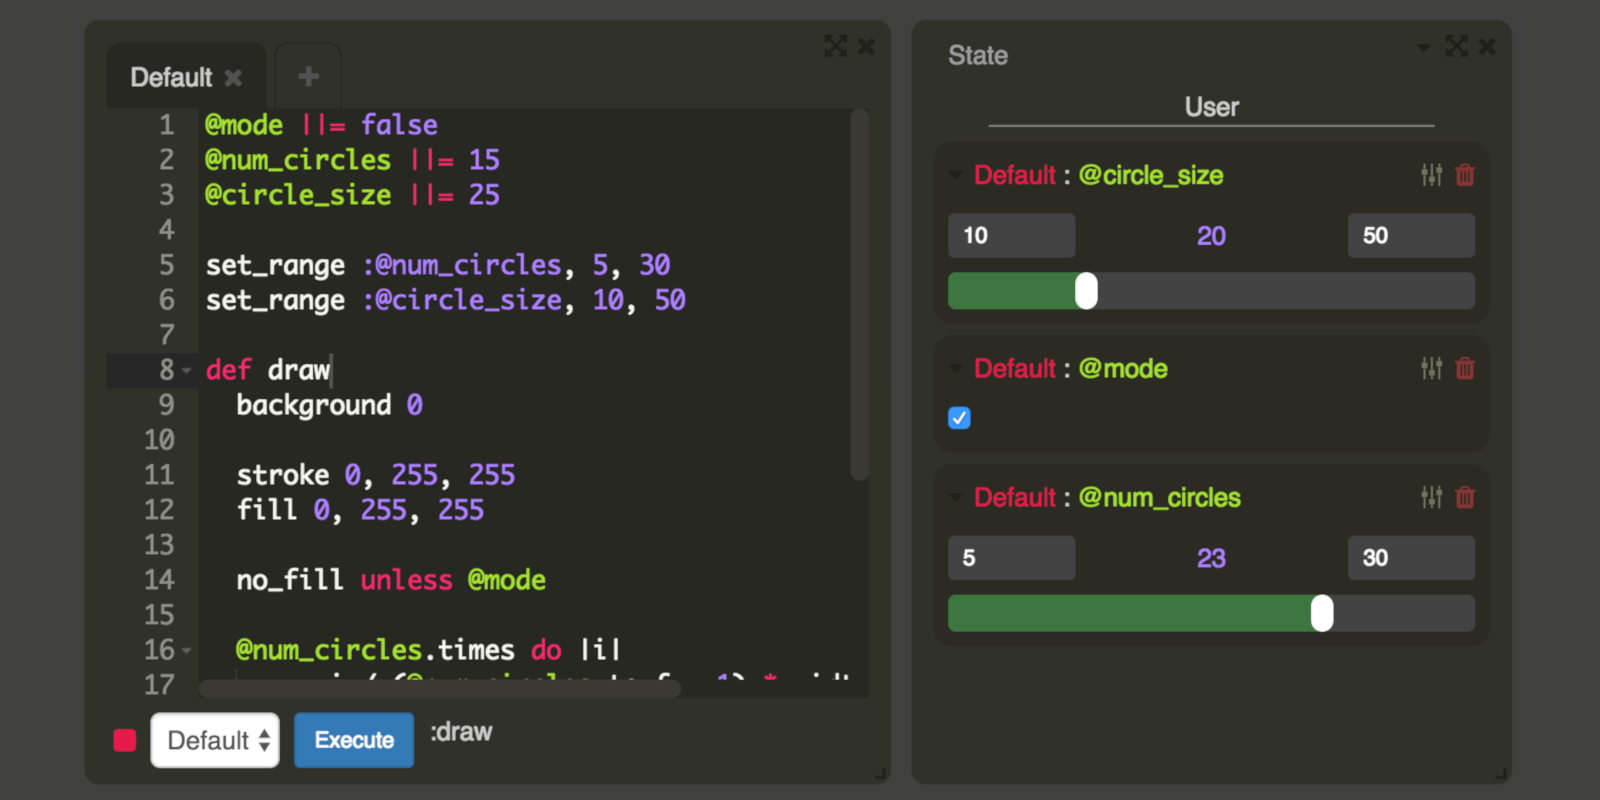 Default
1 @mode ||= false
2 @num_circles ||= 15
3 @circle_size ||= 25
4
5 set_range :@num_circles, 5, 30
6 set_range :@circle_size, 10, 50
7
8 def draw
9 background 0
10
11 stroke 0, 255, 255
12 fill 0, 255, 255
13
14 no_fill unless @mode
15
16 @num_circles.times do |i|
17
Default Execute :draw
State
User
Default : @circle_size
10 20 50
Default : @mode
Default : @num_circles
5 23 30